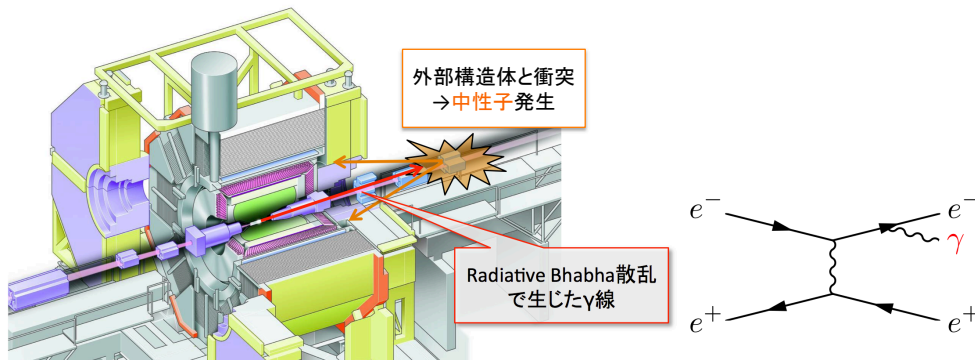 外部構造体と衝突
→中性子発生
Radiative Bhabha散乱
で生じたγ線
e−
e−
γ
e+
e+